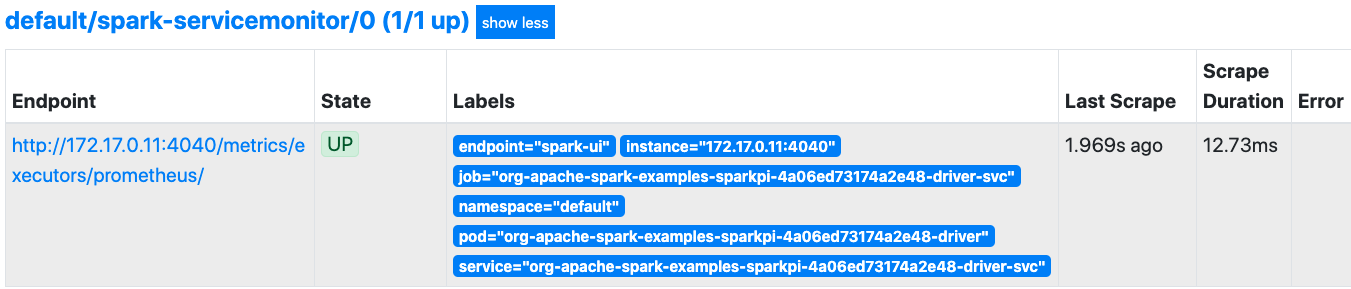 default/spark-servicemonitor/0 (1/1 up) show less
Endpoint State Labels Last Scrape Scrape Duration Error
http://172.17.0.11:4040/metrics/e
xecutors/prometheus/
UP
endpoint="spark-ui" instance="172.17.0.11:4040"
job="org-apache-spark-examples-sparkpi-4a06ed73174a2e48-driver-svc"
namespace="default"
pod="org-apache-spark-examples-sparkpi-4a06ed73174a2e48-driver"
service="org-apache-spark-examples-sparkpi-4a06ed73174a2e48-driver-svc"
1.969s ago
12.73ms